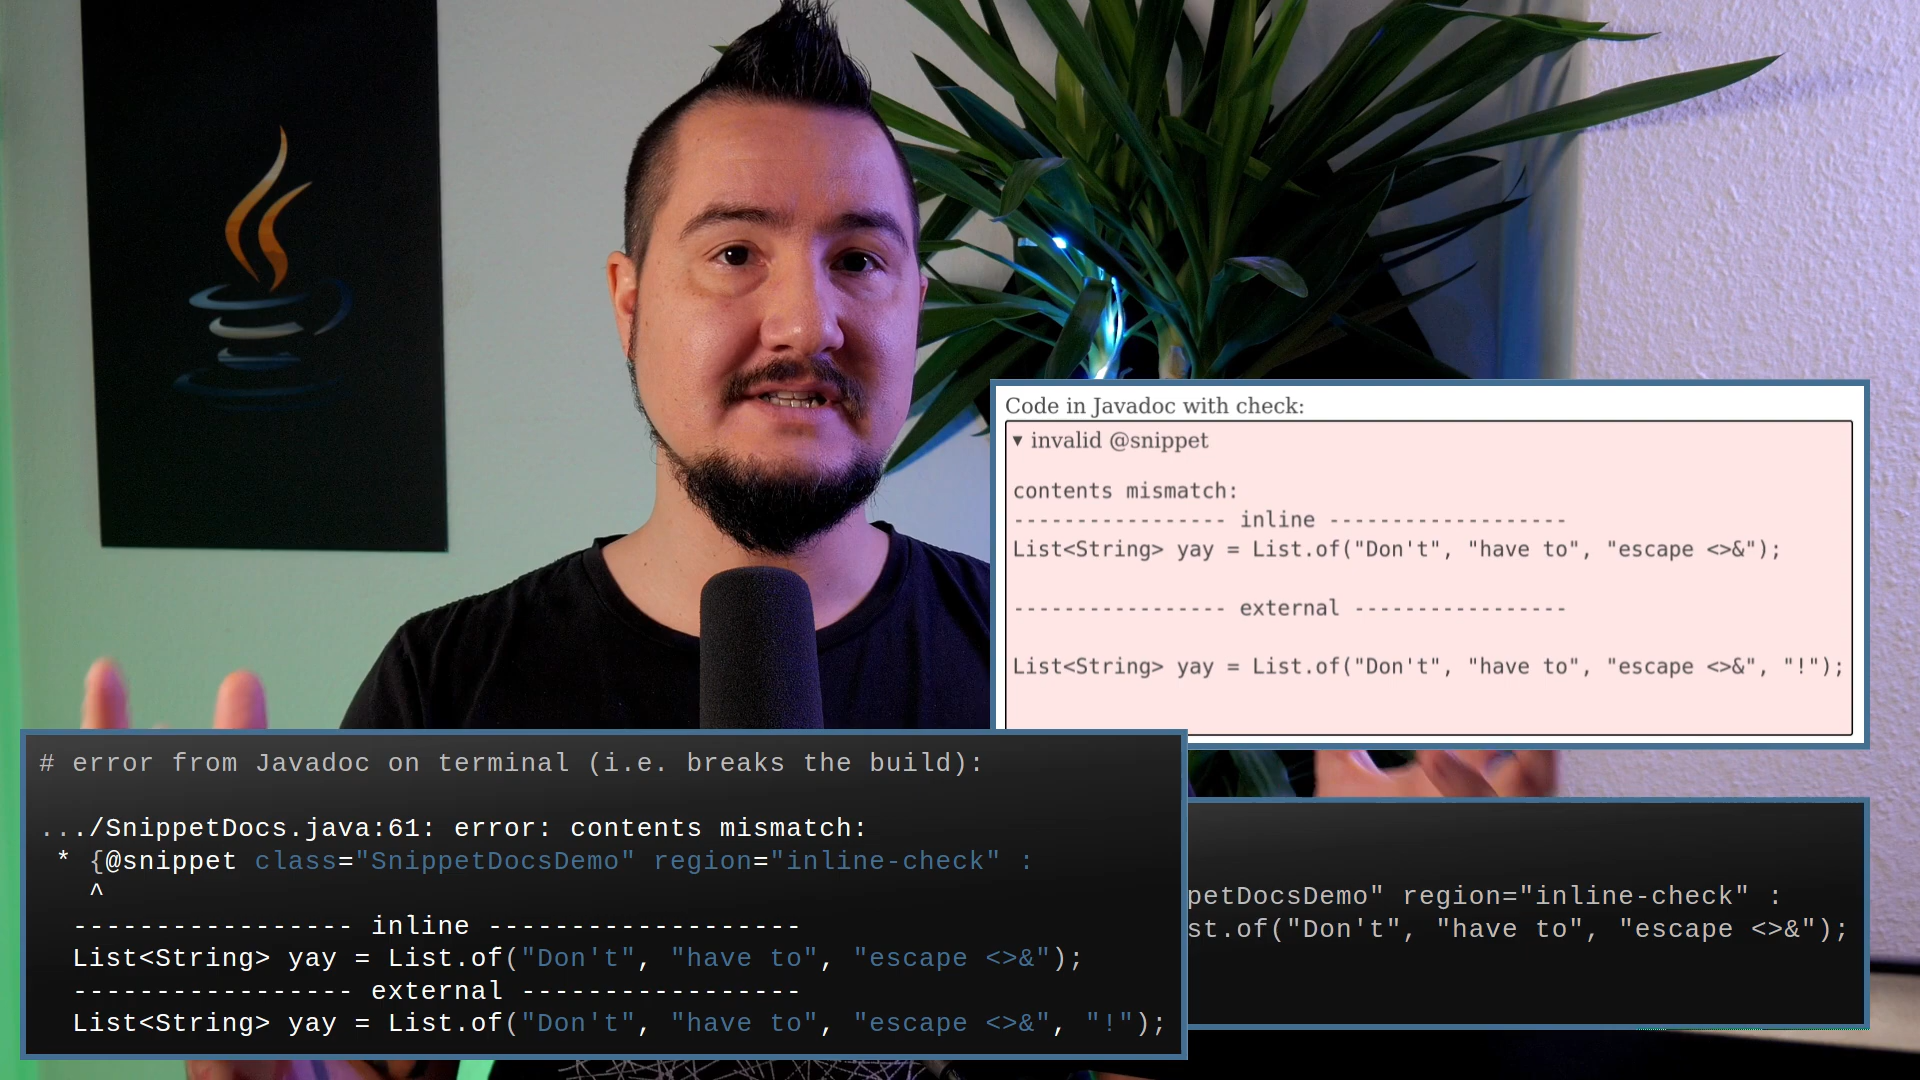 Code in Javadoc with check:
▾ invalid @snippet
contents mismatch:
----------------- inline -------------------
List<String> yay = List.of("Don't", "have to", "escape <>&");
----------------- external -----------------
List<String> yay = List.of("Don't", "have to", "escape <>&", "!");
# error from Javadoc on terminal (i.e. breaks the build):
.../SnippetDocs.java:61: error: contents mismatch:
* {@snippet class="SnippetDocsDemo" region="inline-check" :
^
----------------- inline -------------------
List<String> yay = List.of("Don't", "have to", "escape <>&");
----------------- external -----------------
List<String> yay = List.of("Don't", "have to", "escape <>&", "!");
petDocsDemo" region="inline-check" :
st.of("Don't", "have to", "escape <>&");